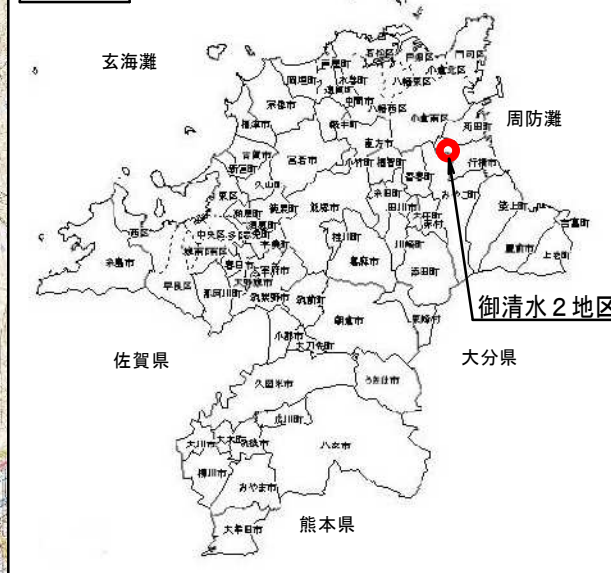 玄海灘
若松区
戸畑区
門司区
芦屋町
小倉北区
岡垣町
水巻町
八幡東区
遠賀町
中間市
八幡西区
宗像市
小倉南区
苅田町
周防灘
福津市
鞍手町
直方市
行橋市
古賀市
宮若市
小竹町
福智町
香春町
新宮町
久山町
みやこ町
東区
糸田町
築上町
粕屋町
篠栗町
飯塚市
田川市
吉富町
西区
中央区
志免町
須恵町
大任町
赤村
糸島市
城南区
南区
宇美町
桂川町
川崎町
豊前市
上毛町
春日市
太宰府市
嘉麻市
早良区
大野城市
添田町
那珂川町
筑紫野市
筑前町
朝倉市
東峰村
御清水２地区
小郡市
大刀洗町
佐賀県
大分県
久留米市
うきは市
広川町
大川市
大木町
筑後市
八女市
柳川市
みやま市
大牟田市
熊本県